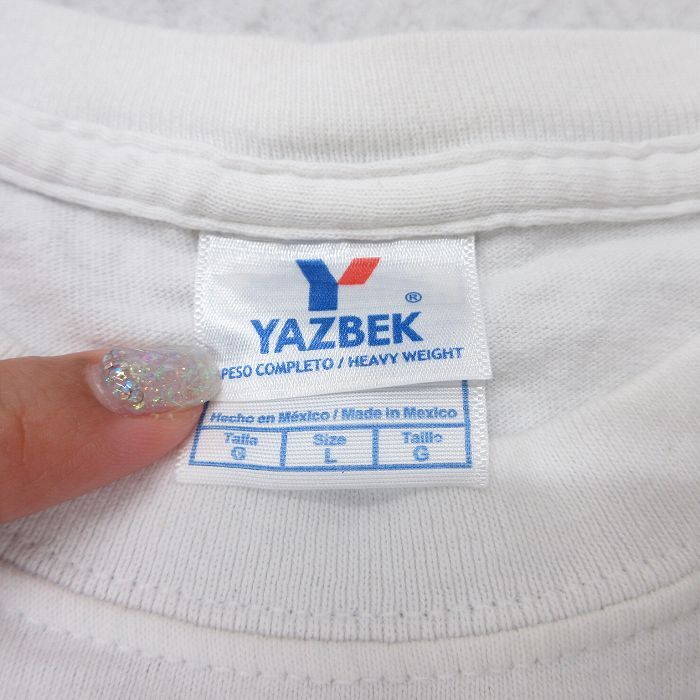 Y
®
YAZBEK
PESO COMPLETO / HEAVY WEIGHT
Hecho en México / Made in Mexico
Talla Size Taille
G L G